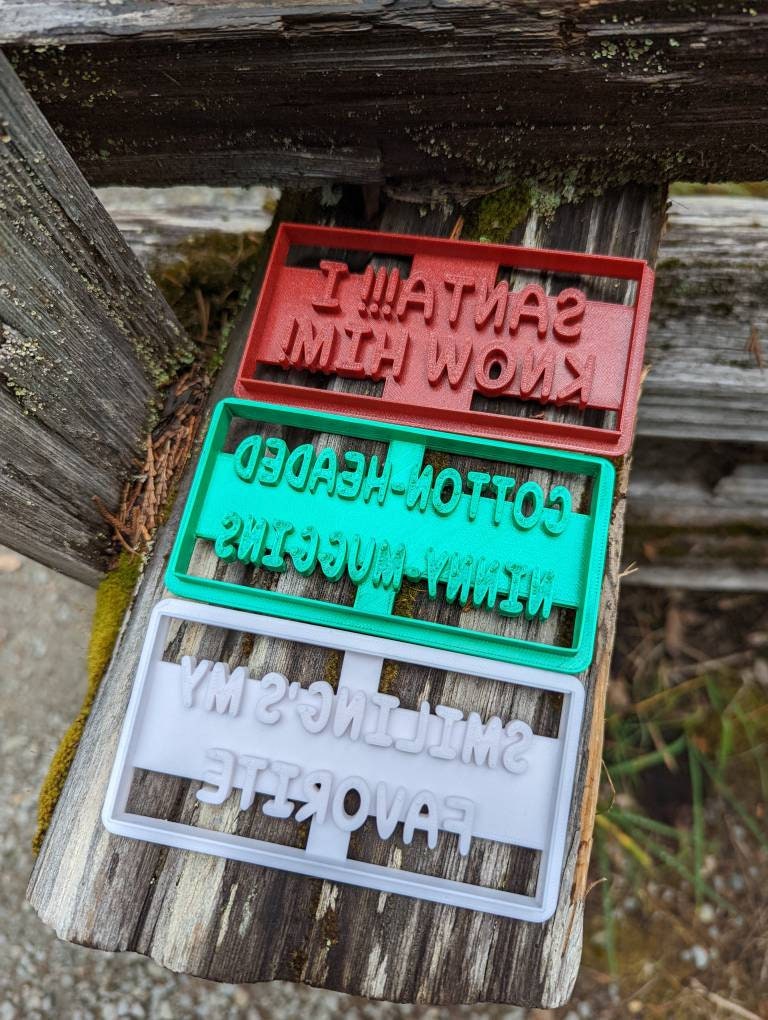 SANTA!!! I
KNOW HIM!
COTTON-HEADED
NINNY-MUGGINS
SMILING'S MY
FAVORITE